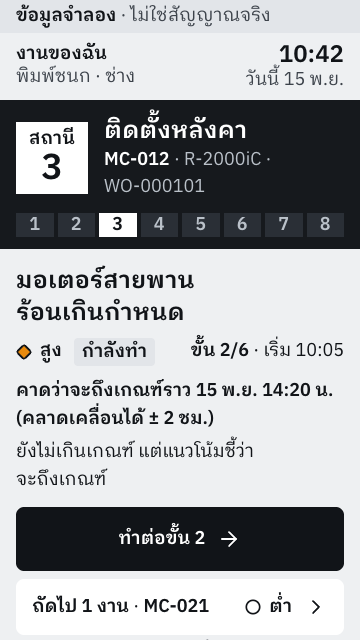 ข้อมูลจำลอง · ไม่ใช่สัญญาณจริง
งานของฉัน
10:42
พิมพ์ชนก · ช่าง
วันนี้ 15 พ.ย.
สถานี
3
ติดตั้งหลังคา
MC-012 · R-2000iC ·
WO-000101
1 2 3 4 5 6 7 8
มอเตอร์สายพาน
ร้อนเกินกำหนด
สูง กำลังทำ ขั้น 2/6 · เริ่ม 10:05
คาดว่าจะถึงเกณฑ์ราว 15 พ.ย. 14:20 น.
(คลาดเคลื่อนได้ ± 2 ชม.)
ยังไม่เกินเกณฑ์ แต่แนวโน้มชี้ว่า
จะถึงเกณฑ์
ทำต่อขั้น 2 →
ถัดไป 1 งาน · MC-021 ต่ำ